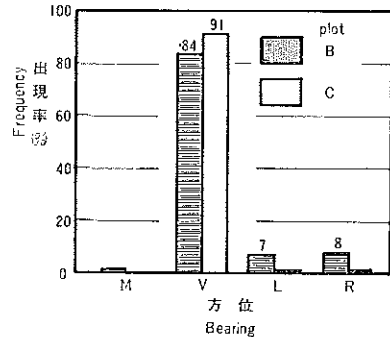 100
80
60
40
20
0
Frequency
出現率
(%)
84
91
7
8
plot
B
C
M V L R
方位
Bearing